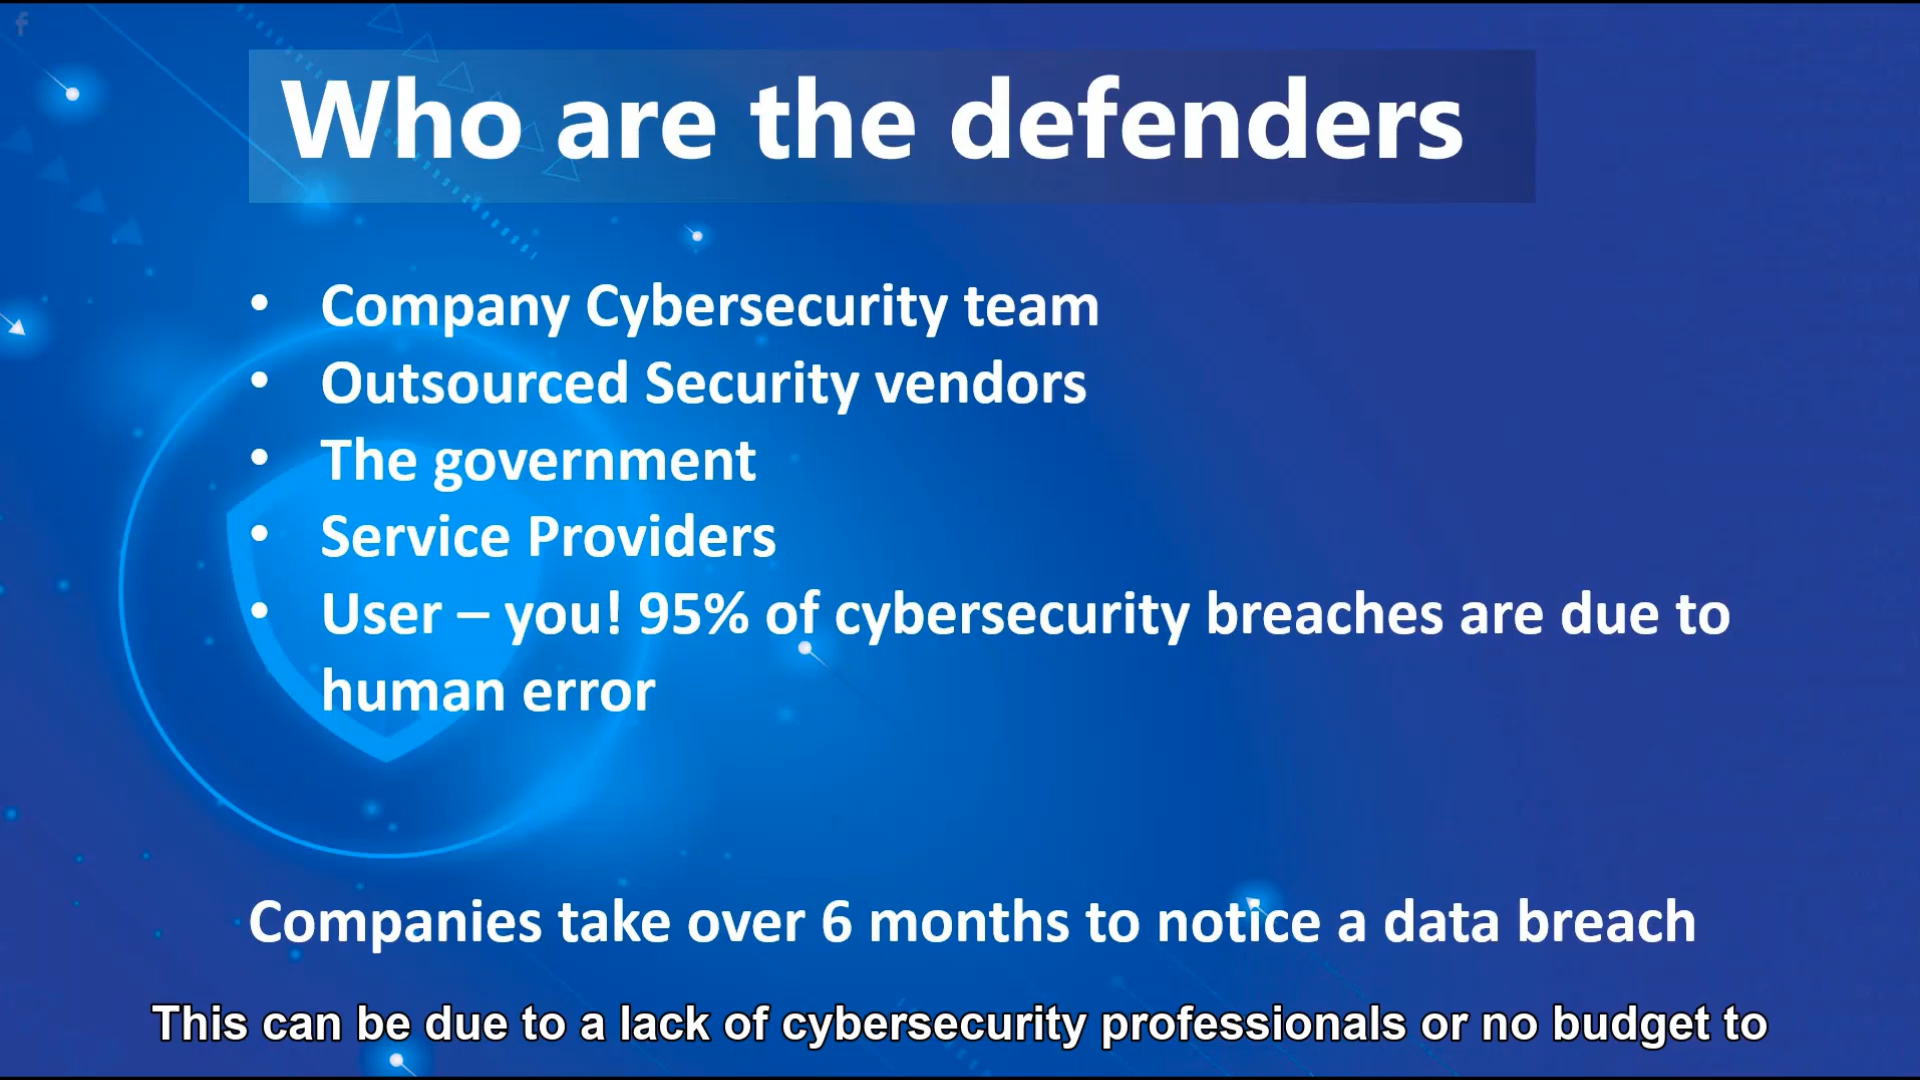 Who are the defenders
• Company Cybersecurity team
• Outsourced Security vendors
• The government
• Service Providers
• User – you! 95% of cybersecurity breaches are due to
human error
Companies take over 6 months to notice a data breach
This can be due to a lack of cybersecurity professionals or no budget to